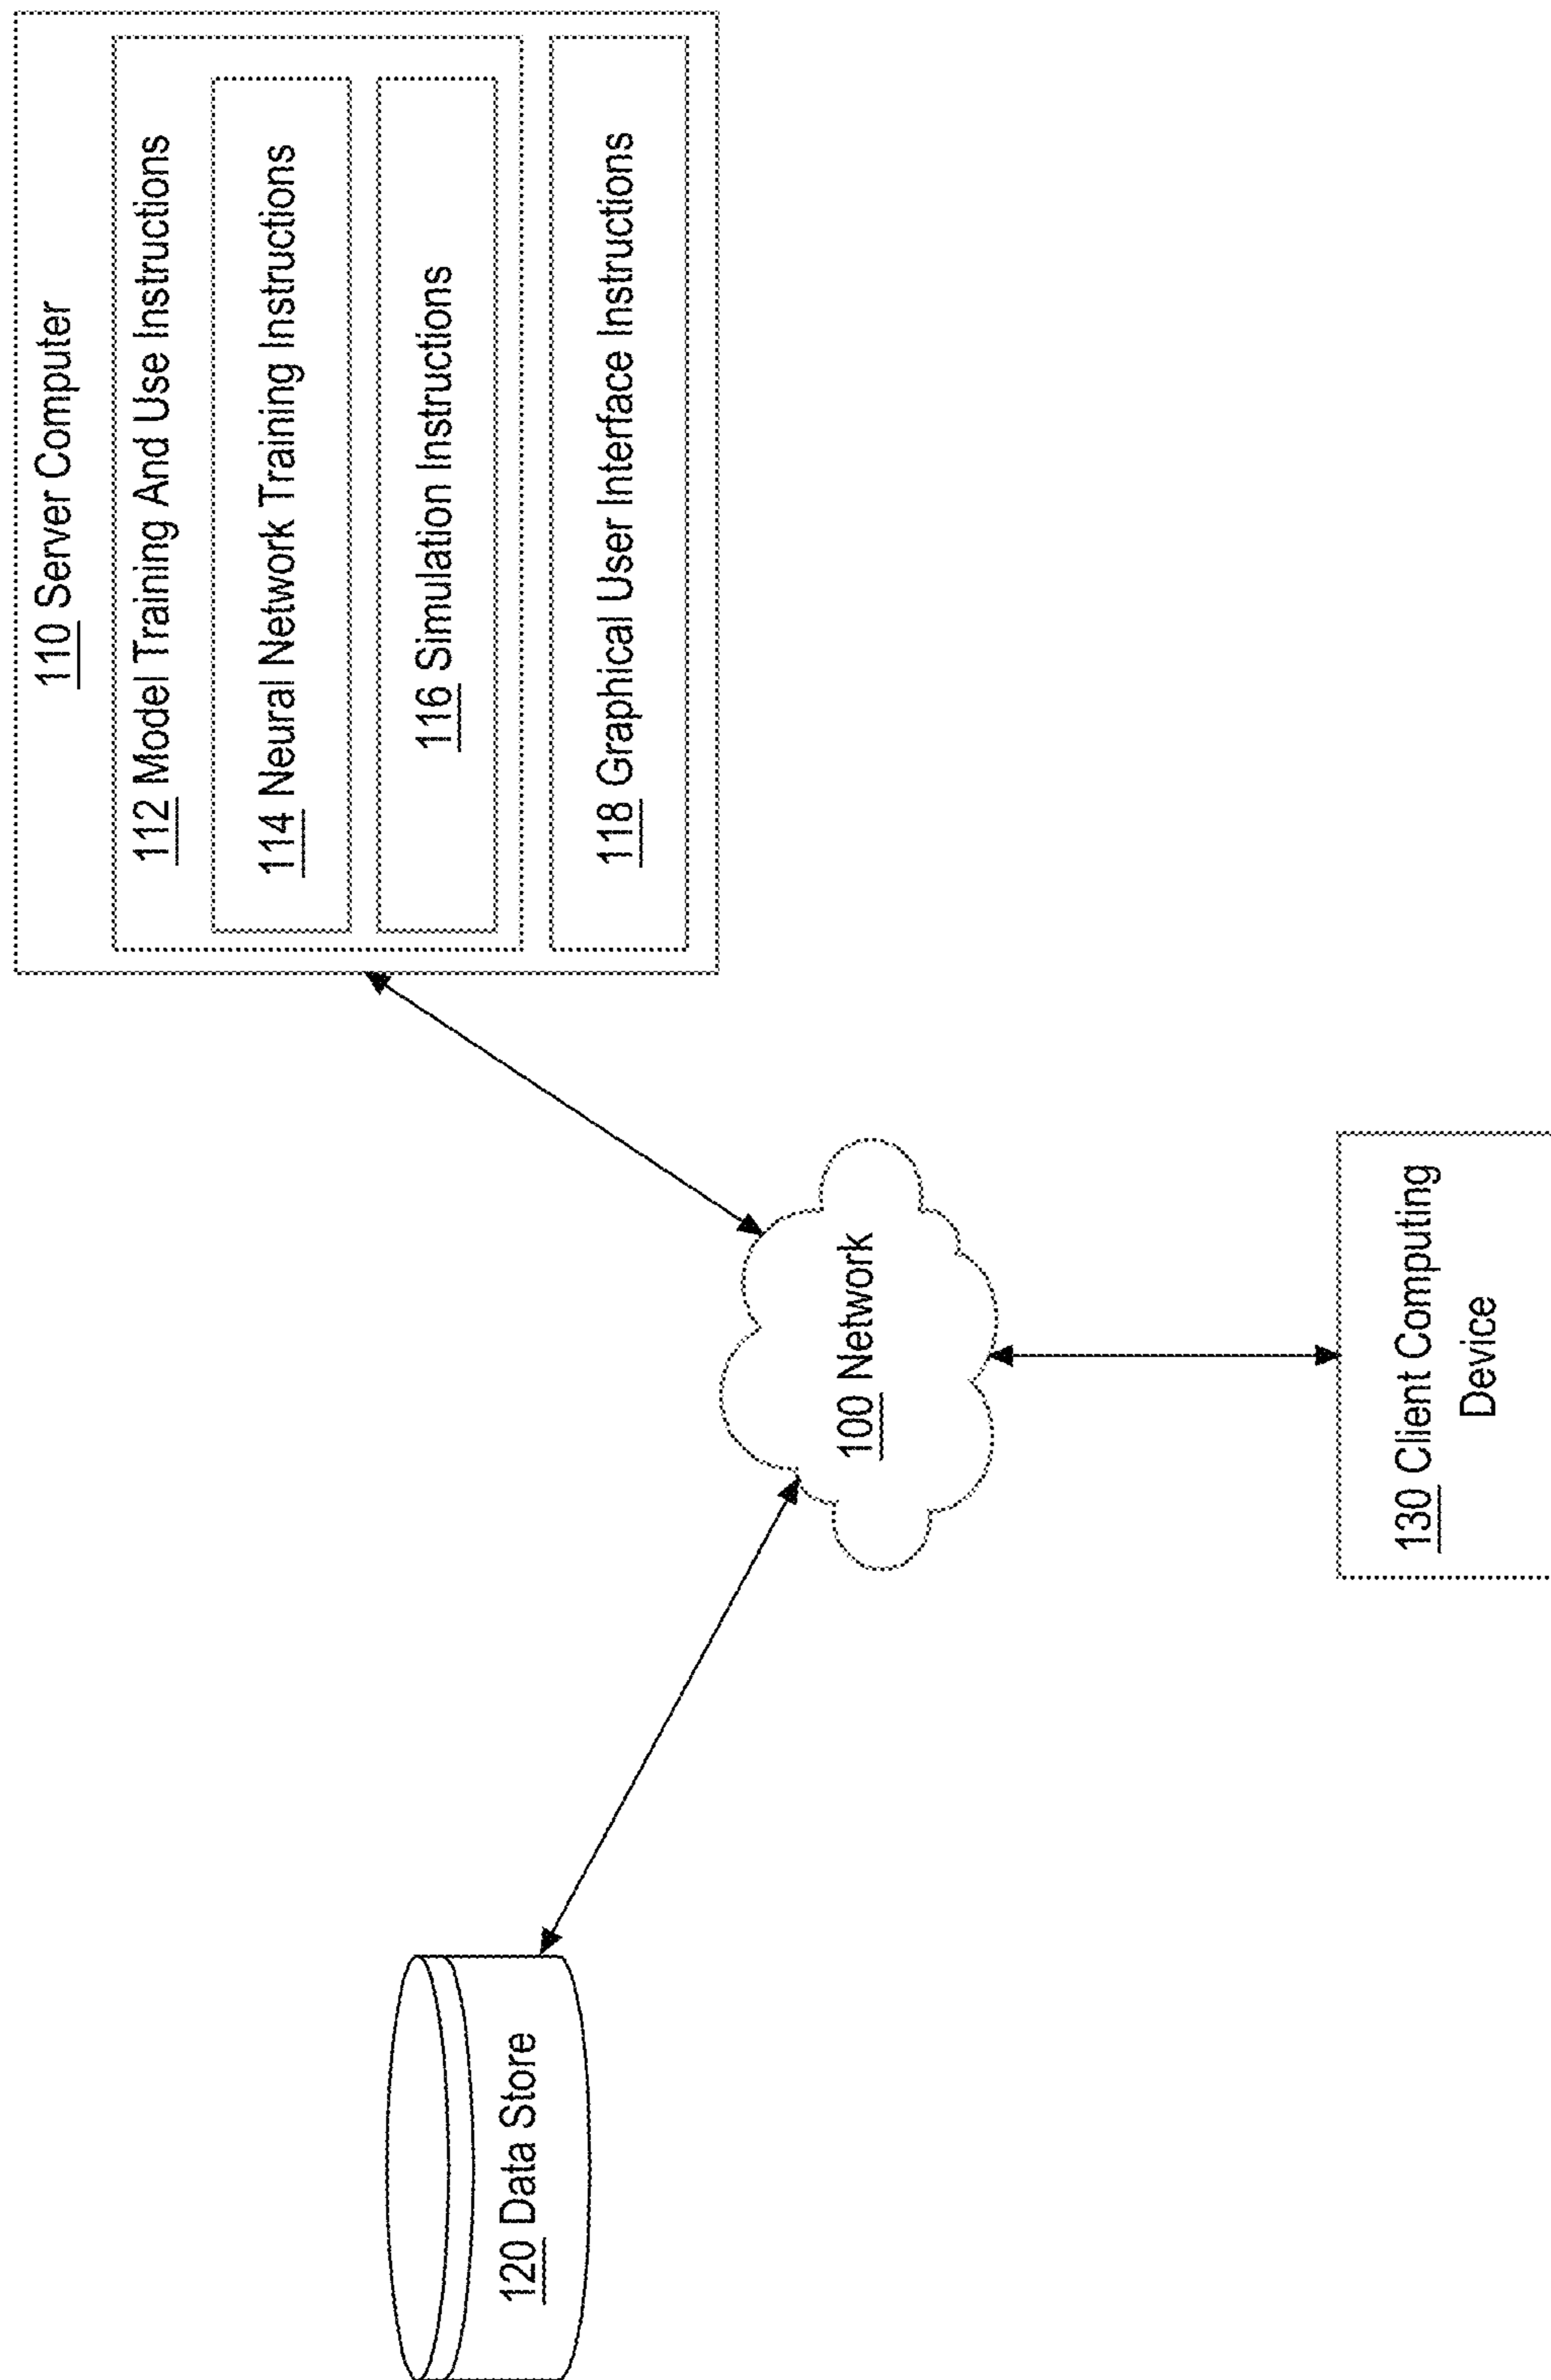 110 Server Computer
112 Model Training And Use Instructions
114 Neural Network Training Instructions
116 Simulation Instructions
118 Graphical User Interface Instructions
120 Data Store
100 Network
130 Client Computing
Device